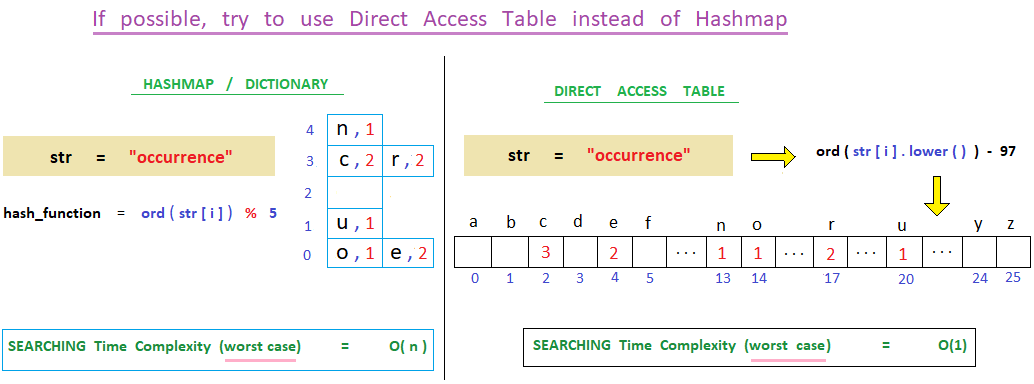 If possible, try to use Direct Access Table instead of Hashmap
HASHMAP / DICTIONARY
str = "occurrence"
hash_function = ord ( str [ i ] ) % 5
4 n , 1
3 c , 2 r , 2
2
1 u , 1
0 o , 1 e , 2
SEARCHING Time Complexity (worst case) = O( n )
DIRECT ACCESS TABLE
str = "occurrence"
ord ( str [ i ] . lower ( ) ) - 97
a b c d e f n o r u y z
3 2 ... 1 1 ... 2 ... 1 ...
0 1 2 3 4 5 13 14 17 20 24 25
SEARCHING Time Complexity (worst case) = O(1)